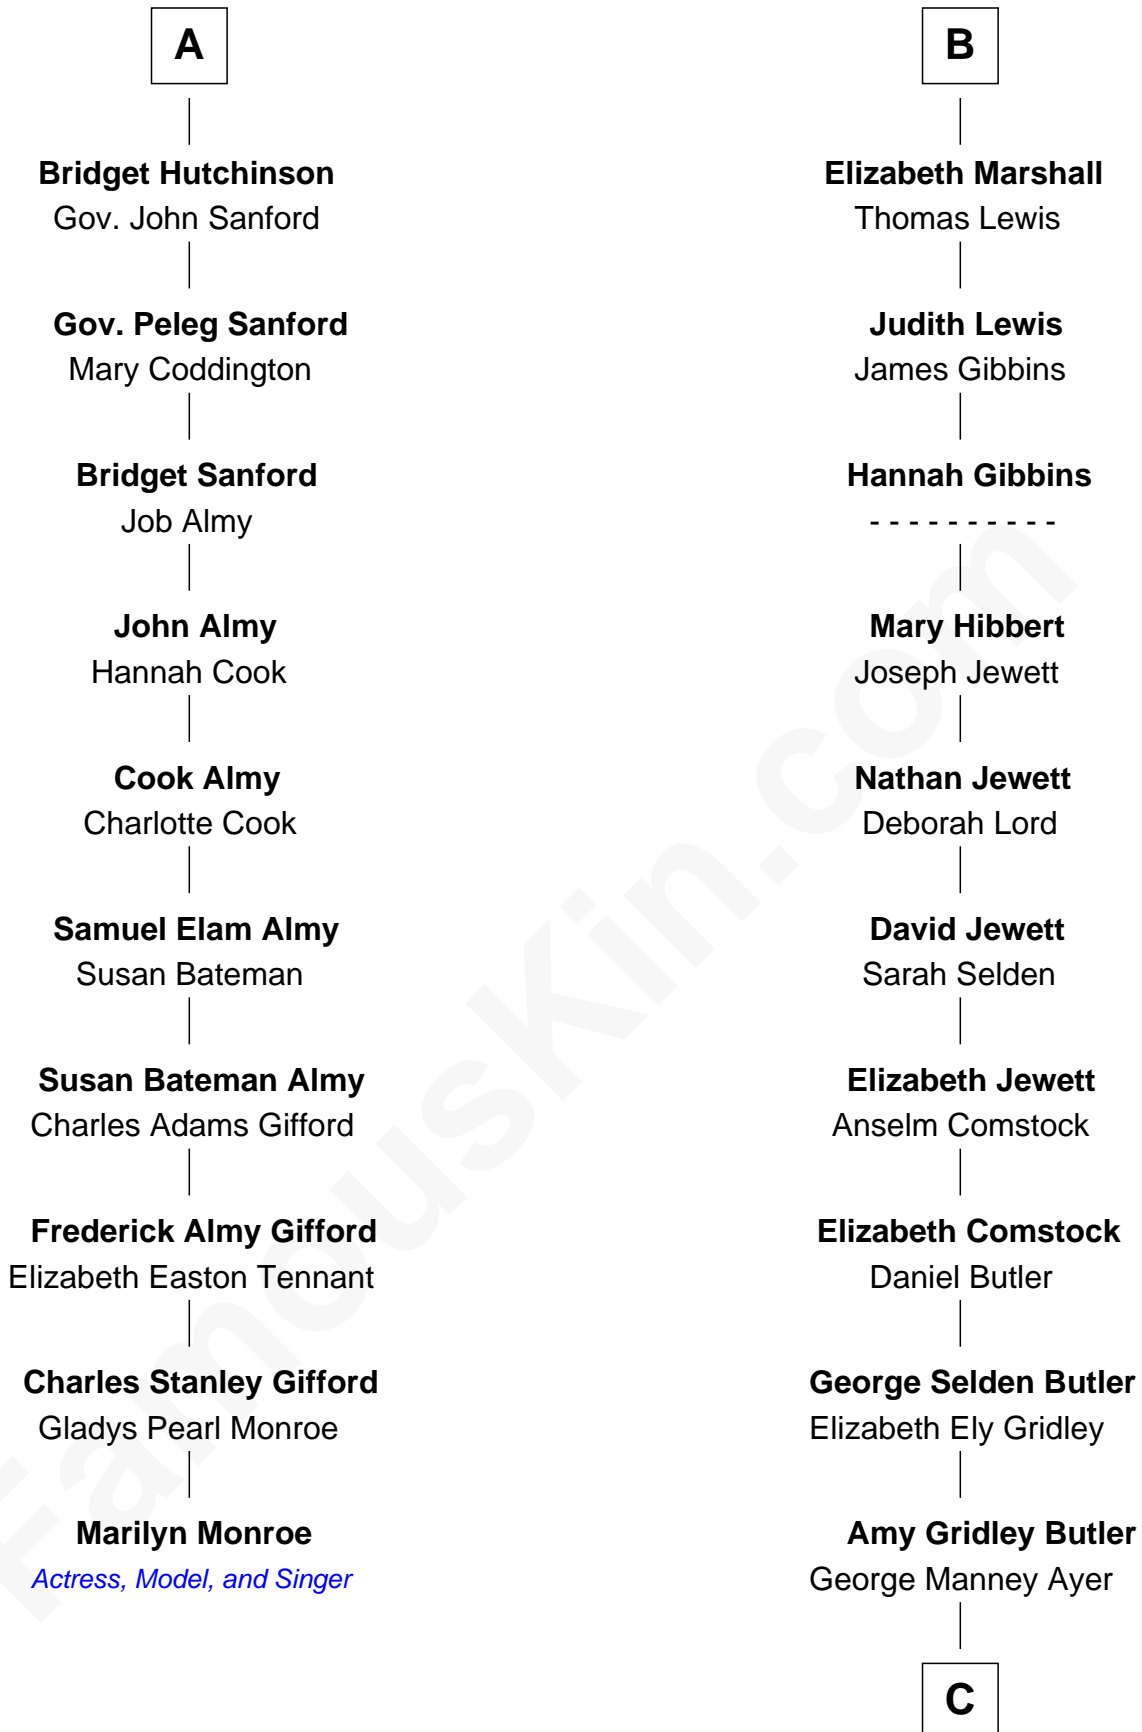 A
Bridget Hutchinson
Gov. John Sanford
Gov. Peleg Sanford
Mary Coddington
Bridget Sanford
Job Almy
John Almy
Hannah Cook
Cook Almy
Charlotte Cook
Samuel Elam Almy
Susan Bateman
Susan Bateman Almy
Charles Adams Gifford
Frederick Almy Gifford
Elizabeth Easton Tennant
Charles Stanley Gifford
Gladys Pearl Monroe
Marilyn Monroe
Actress, Model, and Singer
B
Elizabeth Marshall
Thomas Lewis
Judith Lewis
James Gibbins
Hannah Gibbins
- - - - - - - - - -
Mary Hibbert
Joseph Jewett
Nathan Jewett
Deborah Lord
David Jewett
Sarah Selden
Elizabeth Jewett
Anselm Comstock
Elizabeth Comstock
Daniel Butler
George Selden Butler
Elizabeth Ely Gridley
Amy Gridley Butler
George Manney Ayer
C
FamousKin.com